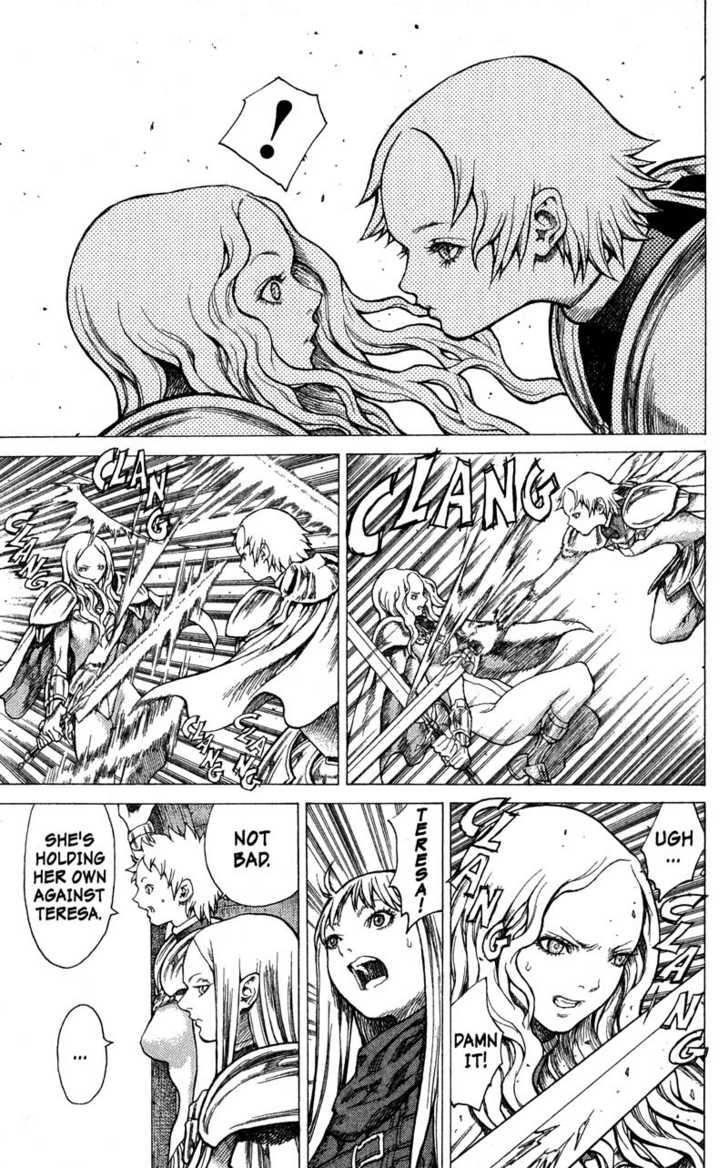 !
CLANG
CLANG
CLANG
CLANG
CLANG
CLANG
UGH
...
CLANG
CLANG
DAMN
IT!
TERESA!
NOT
BAD.
SHE'S
HOLDING
HER OWN
AGAINST
TERESA.
...